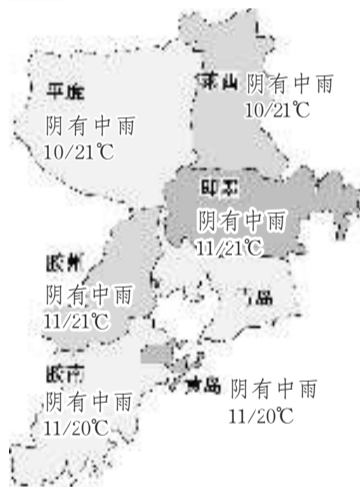 平度
阴有中雨
10/21℃
莱西
阴有中雨
10/21℃
即墨
阴有中雨
11/21℃
胶州
阴有中雨
11/21℃
青岛
胶南
阴有中雨
11/20℃
黄岛
阴有中雨
11/20℃